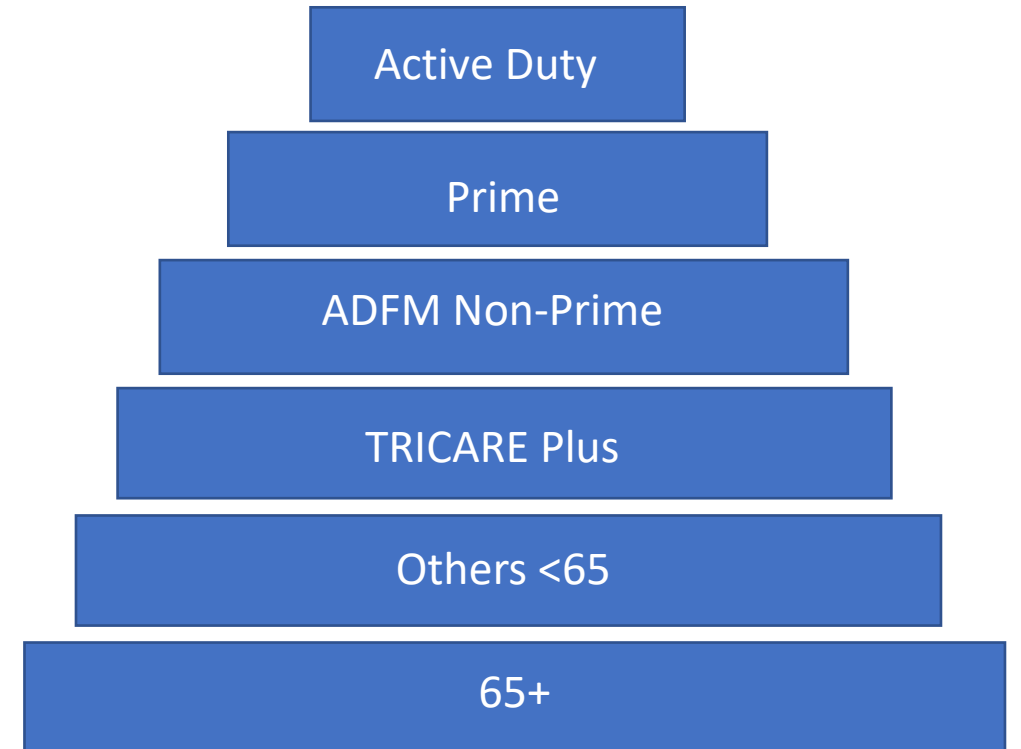 Active Duty
Prime
ADFM Non-Prime
TRICARE Plus
Others <65
65+